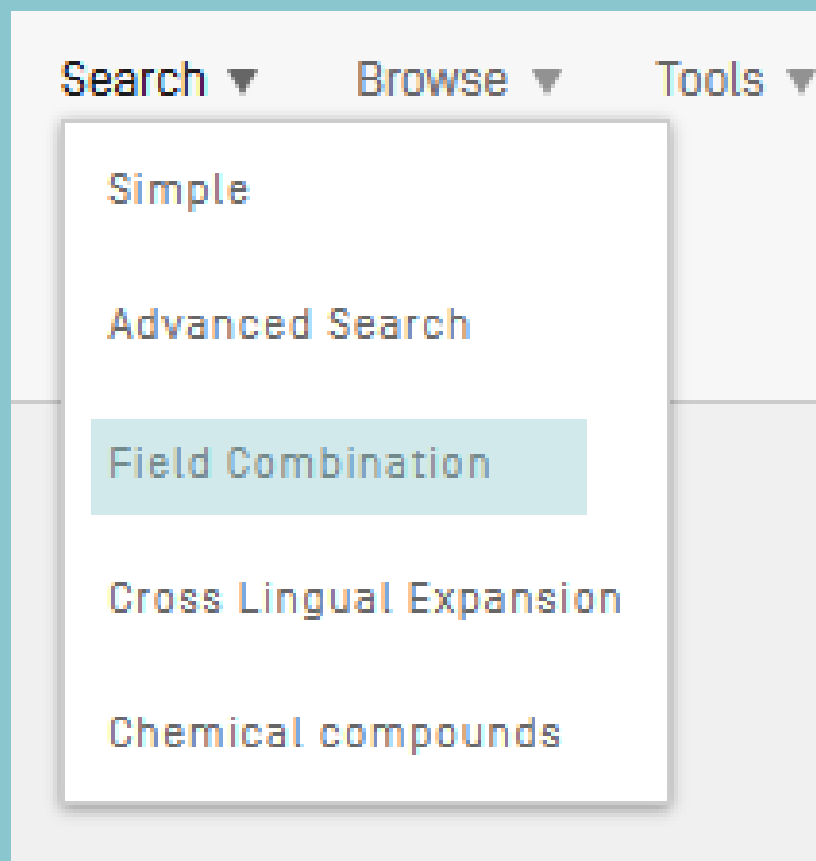 Search Browse Tools
Simple
Advanced Search
Field Combination
Cross Lingual Expansion
Chemical compounds